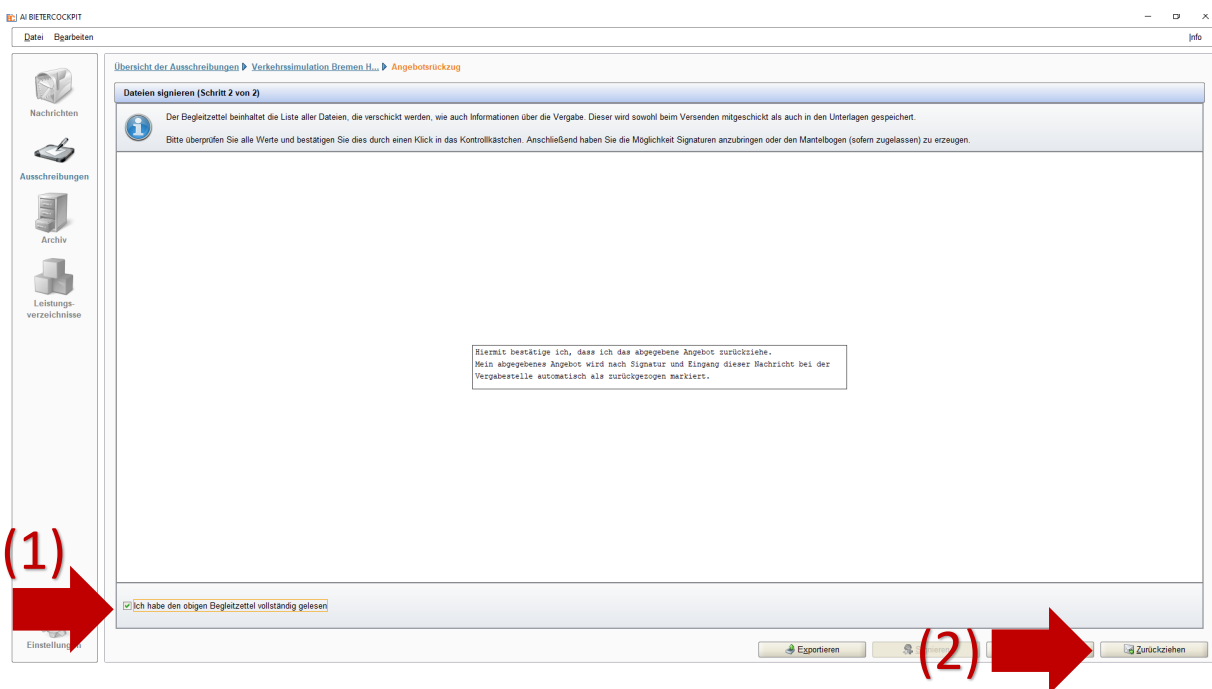 AI BIETERCOCKPIT
Datei Bearbeiten Info
Übersicht der Ausschreibungen Verkehrssimulation Bremen H... Angebotsrückzug
Dateien signieren (Schritt 2 von 2)
Der Begleitzettel beinhaltet die Liste aller Dateien, die verschickt werden, wie auch Informationen über die Vergabe. Dieser wird sowohl beim Versenden mitgeschickt als auch in den Unterlagen gespeichert.
Bitte überprüfen Sie alle Werte und bestätigen Sie dies durch einen Klick in das Kontrollkästchen. Anschließend haben Sie die Möglichkeit Signaturen anzubringen oder den Mantelbogen (sofern zugelassen) zu erzeugen.
Nachrichten
Ausschreibungen
Archiv
Leistungs-
verzeichnisse
Hiermit bestätige ich, dass ich das abgegebene Angebot zurückziehe.
Mein abgegebenes Angebot wird nach Signatur und Eingang dieser Nachricht bei der
Vergabestelle automatisch als zurückgezogen markiert.
(1)
Ich habe den obigen Begleitzettel vollständig gelesen
Einstellungen
Exportieren
(2)
Zurückziehen